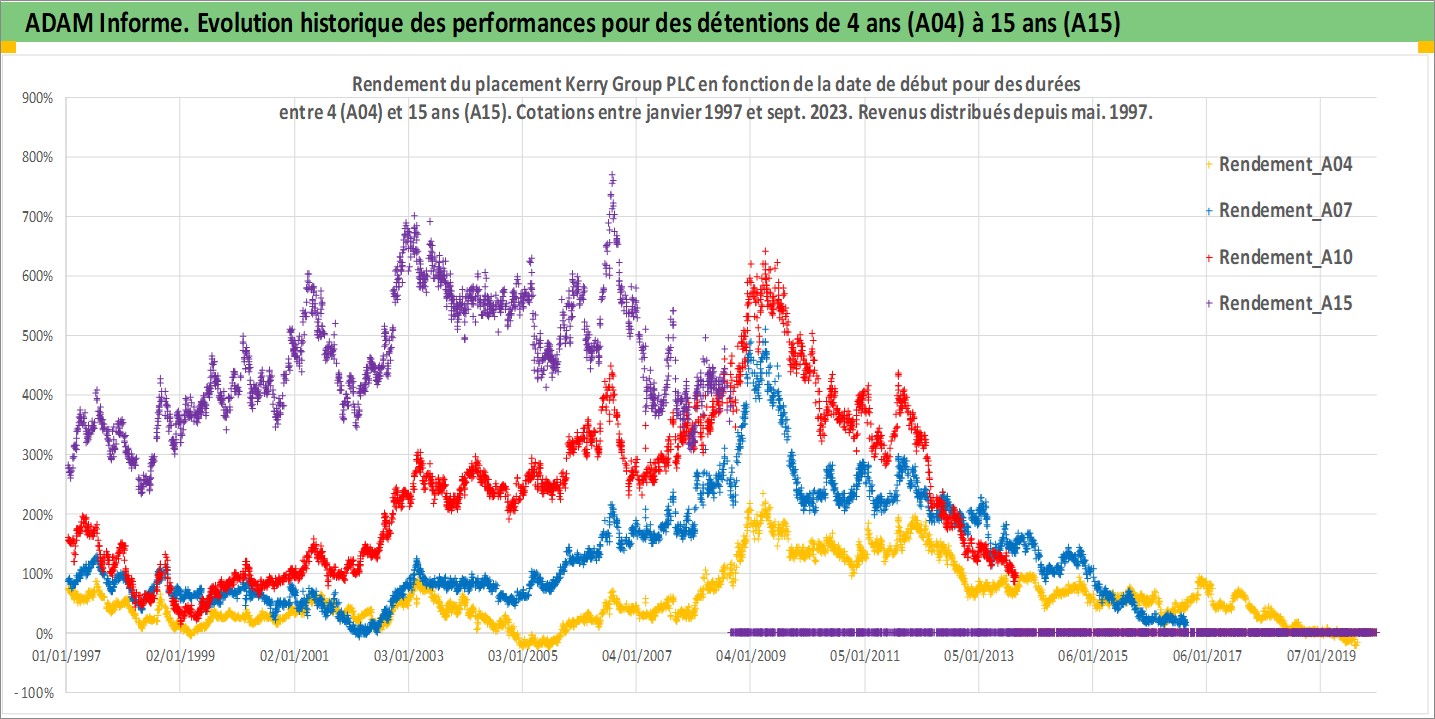 ADAM Informe. Evolution historique des performances pour des détentions de 4 ans (A04) à 15 ans (A15)
Rendement du placement Kerry Group PLC en fonction de la date de début pour des durées
entre 4 (A04) et 15 ans (A15). Cotations entre janvier 1997 et sept. 2023. Revenus distribués depuis mai. 1997.
900%
800%
700%
600%
500%
400%
300%
200%
100%
0%
-100%
Rendement_A04
Rendement_A07
Rendement_A10
Rendement_A15
01/01/1997 02/01/1999 02/01/2001 03/01/2003 03/01/2005 04/01/2007 04/01/2009 05/01/2011 05/01/2013 06/01/2015 06/01/2017 07/01/2019